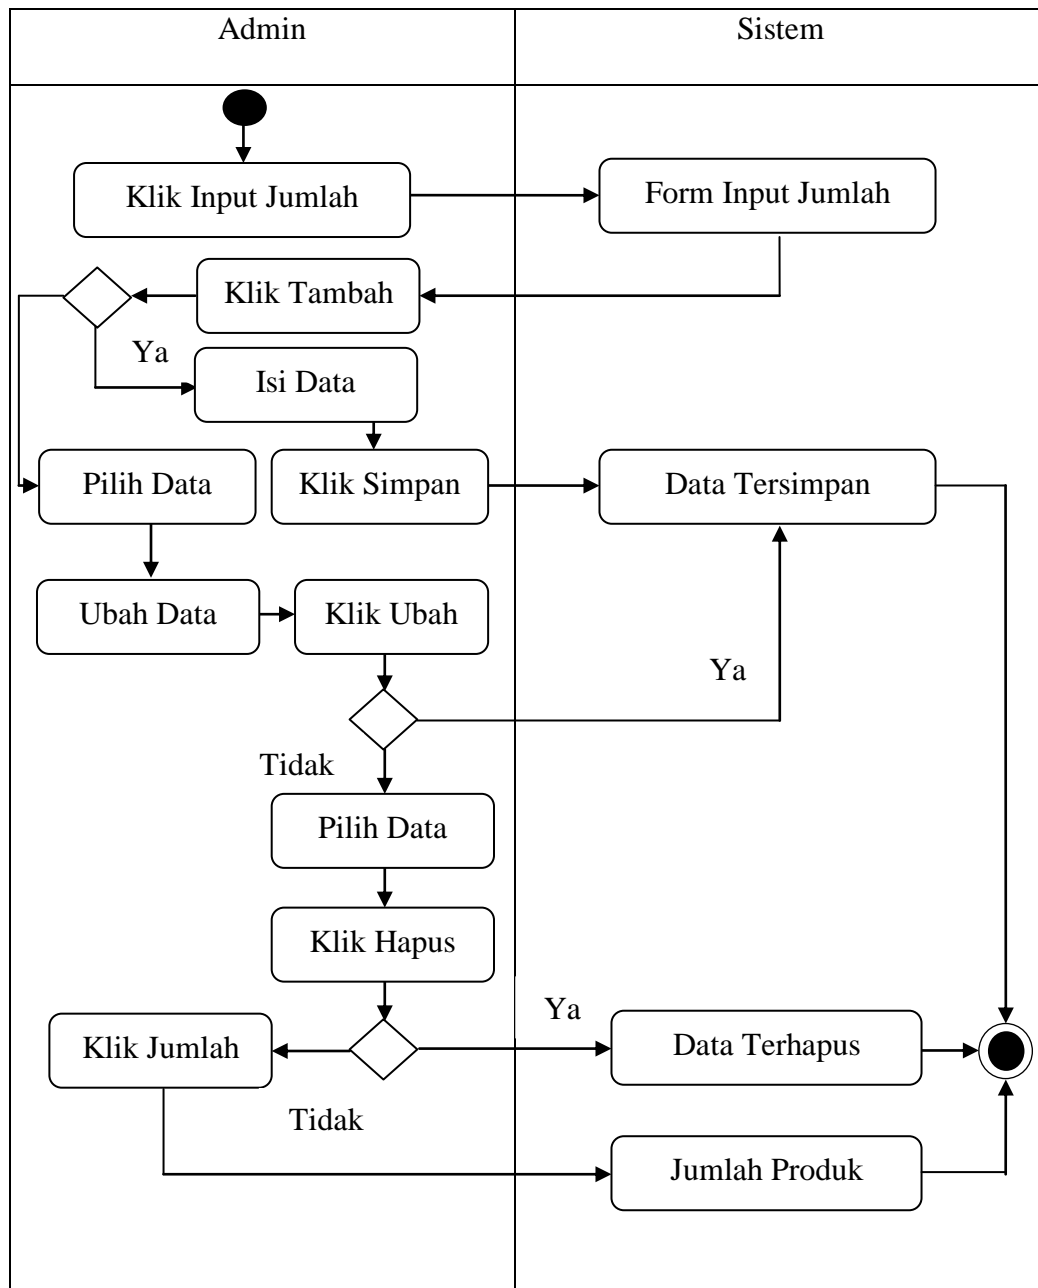 Admin
Sistem
Klik Input Jumlah
Form Input Jumlah
Klik Tambah
Ya
Isi Data
Pilih Data
Klik Simpan
Data Tersimpan
Ubah Data
Klik Ubah
Ya
Tidak
Pilih Data
Klik Hapus
Ya
Klik Jumlah
Data Terhapus
Tidak
Jumlah Produk